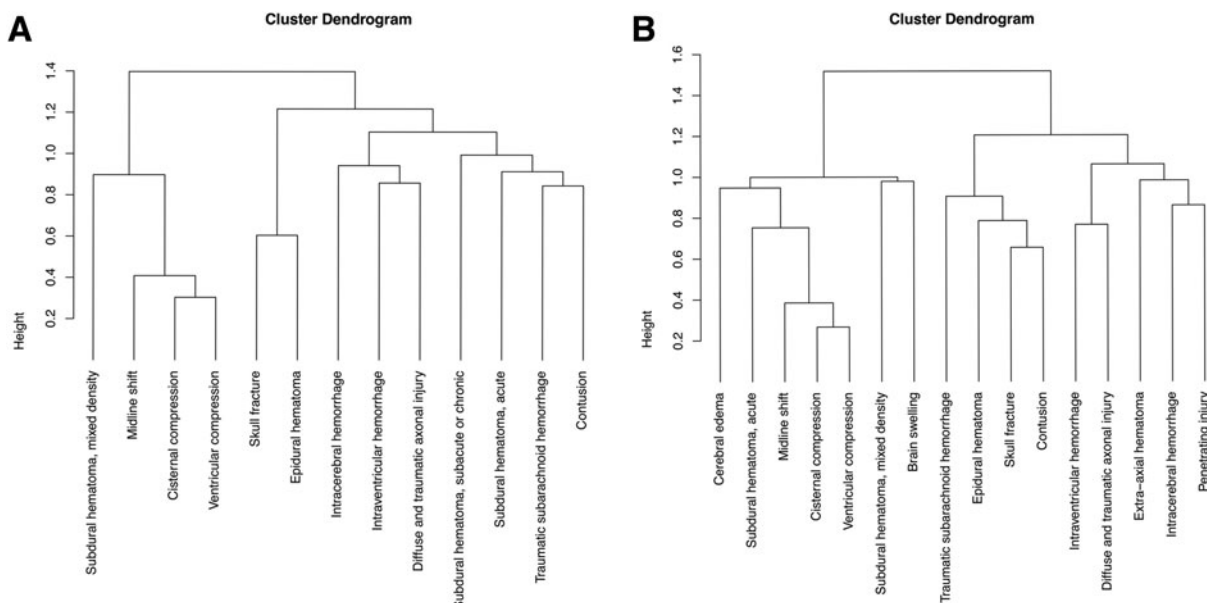 A
Cluster Dendrogram
Height
0.2
0.4
0.6
0.8
1.0
1.2
1.4
Subdural hematoma, mixed density
Midline shift
Cisternal compression
Ventricular compression
Skull fracture
Epidural hematoma
Intracerebral hemorrhage
Intraventricular hemorrhage
Diffuse and traumatic axonal injury
Subdural hematoma, subacute or chronic
Subdural hematoma, acute
Traumatic subarachnoid hemorrhage
Contusion
B
Cluster Dendrogram
Height
0.2
0.4
0.6
0.8
1.0
1.2
1.4
1.6
Cerebral edema
Subdural hematoma, acute
Midline shift
Cisternal compression
Ventricular compression
Subdural hematoma, mixed density
Brain swelling
Traumatic subarachnoid hemorrhage
Epidural hematoma
Skull fracture
Contusion
Intraventricular hemorrhage
Diffuse and traumatic axonal injury
Extra-axial hematoma
Intracerebral hemorrhage
Penetrating injury